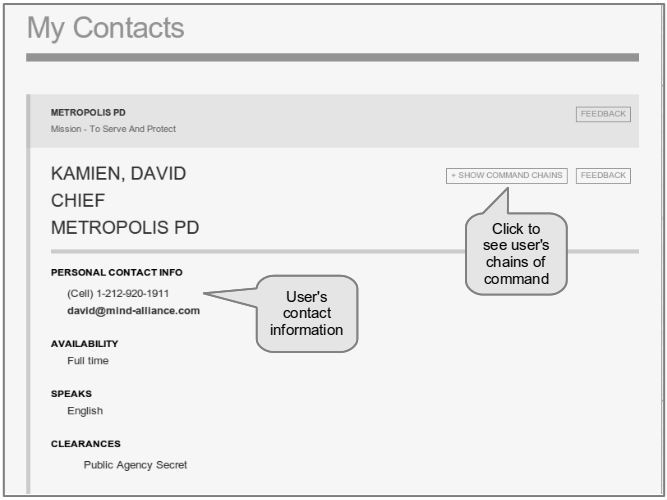 My Contacts
METROPOLIS PD
FEEDBACK
Mission - To Serve And Protect
KAMIEN, DAVID
+ SHOW COMMAND CHAINS
FEEDBACK
CHIEF
METROPOLIS PD
Click to
see user's
chains of
command
PERSONAL CONTACT INFO
(Cell) 1-212-920-1911
david@mind-alliance.com
User's
contact
information
AVAILABILITY
Full time
SPEAKS
English
CLEARANCES
Public Agency Secret